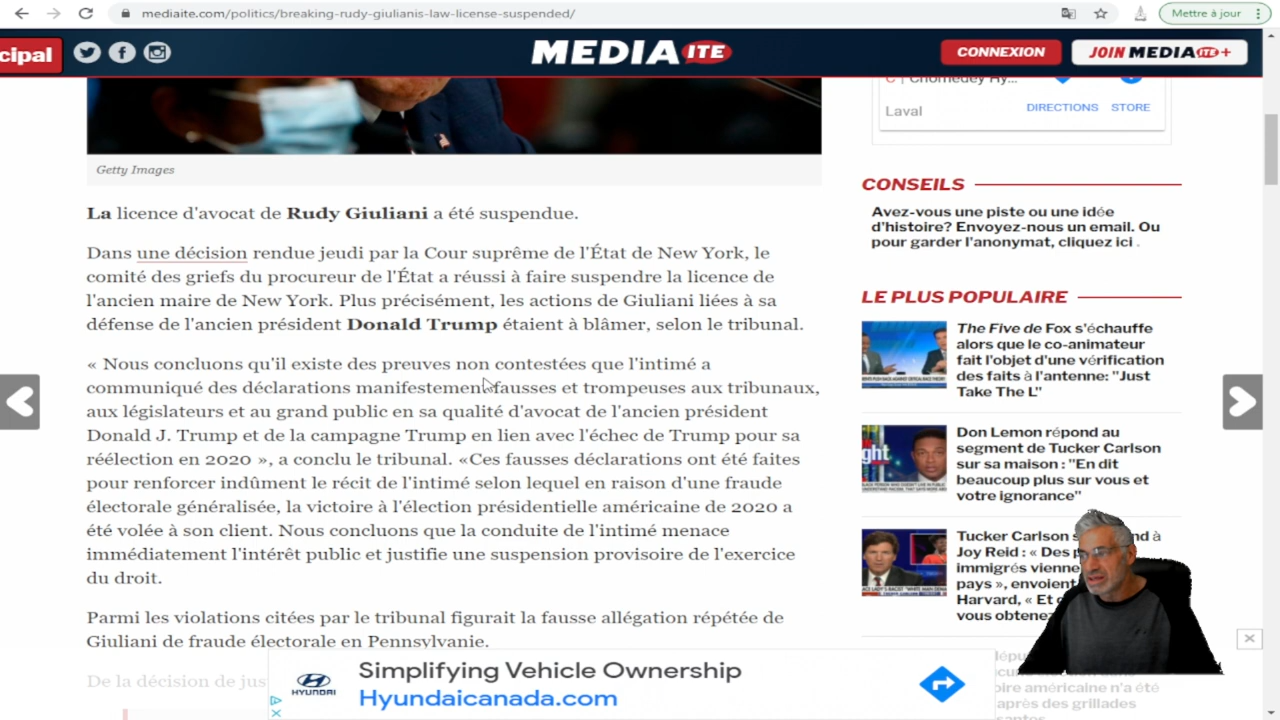 mediaite.com/politics/breaking-rudy-giulianis-law-license-suspended/
Mettre à jour
cipal
MEDIAITE
CONNEXION
JOIN MEDIAITE+
Getty Images
La licence d'avocat de Rudy Giuliani a été suspendue.
Dans une décision rendue jeudi par la Cour suprême de l'État de New York, le
comité des griefs du procureur de l'État a réussi à faire suspendre la licence de
l'ancien maire de New York. Plus précisément, les actions de Giuliani liées à sa
défense de l'ancien président Donald Trump étaient à blâmer, selon le tribunal.
« Nous concluons qu'il existe des preuves non contestées que l'intimé a
communiqué des déclarations manifestement fausses et trompeuses aux tribunaux,
aux législateurs et au grand public en sa qualité d'avocat de l'ancien président
Donald J. Trump et de la campagne Trump en lien avec l'échec de Trump pour sa
réélection en 2020 », a conclu le tribunal. «Ces fausses déclarations ont été faites
pour renforcer indûment le récit de l'intimé selon lequel en raison d'une fraude
électorale généralisée, la victoire à l'élection présidentielle américaine de 2020 a
été volée à son client. Nous concluons que la conduite de l'intimé menace
immédiatement l'intérêt public et justifie une suspension provisoire de l'exercice
du droit.
Parmi les violations citées par le tribunal figurait la fausse allégation répétée de
Giuliani de fraude électorale en Pennsylvanie.
De la décision de jus
C | Chomedey Hy...
Laval
DIRECTIONS STORE
CONSEILS
Avez-vous une piste ou une idée
d'histoire? Envoyez-nous un email. Ou
pour garder l'anonymat, cliquez ici .
LE PLUS POPULAIRE
The Five de Fox s'échauffe
alors que le co-animateur
fait l'objet d'une vérification
des faits à l'antenne: "Just
Take The L"
Don Lemon répond au
segment de Tucker Carlson
sur sa maison : "En dit
beaucoup plus sur vous et
votre ignorance"
Tucker Carlson s nd à
Joy Reid : « Des p
immigrés vienne
pays », envoient
Harvard, « Et
vous obtenez
ire américaine n'a été
après des grillades
Simplifying Vehicle Ownership
Hyundaicanada.com
HYUNDAI